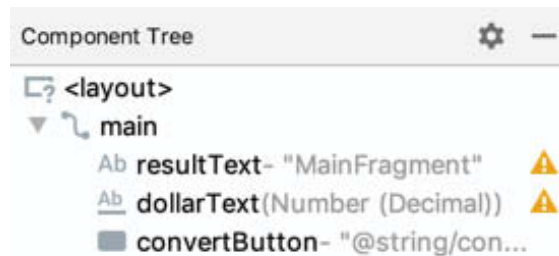 Component Tree
<layout>
main
Ab resultText- "MainFragment"
Ab dollarText(Number (Decimal))
convertButton- "@string/con...